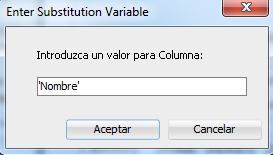 Enter Substitution Variable
Introduzca un valor para Columna:
'Nombre'
Aceptar
Cancelar